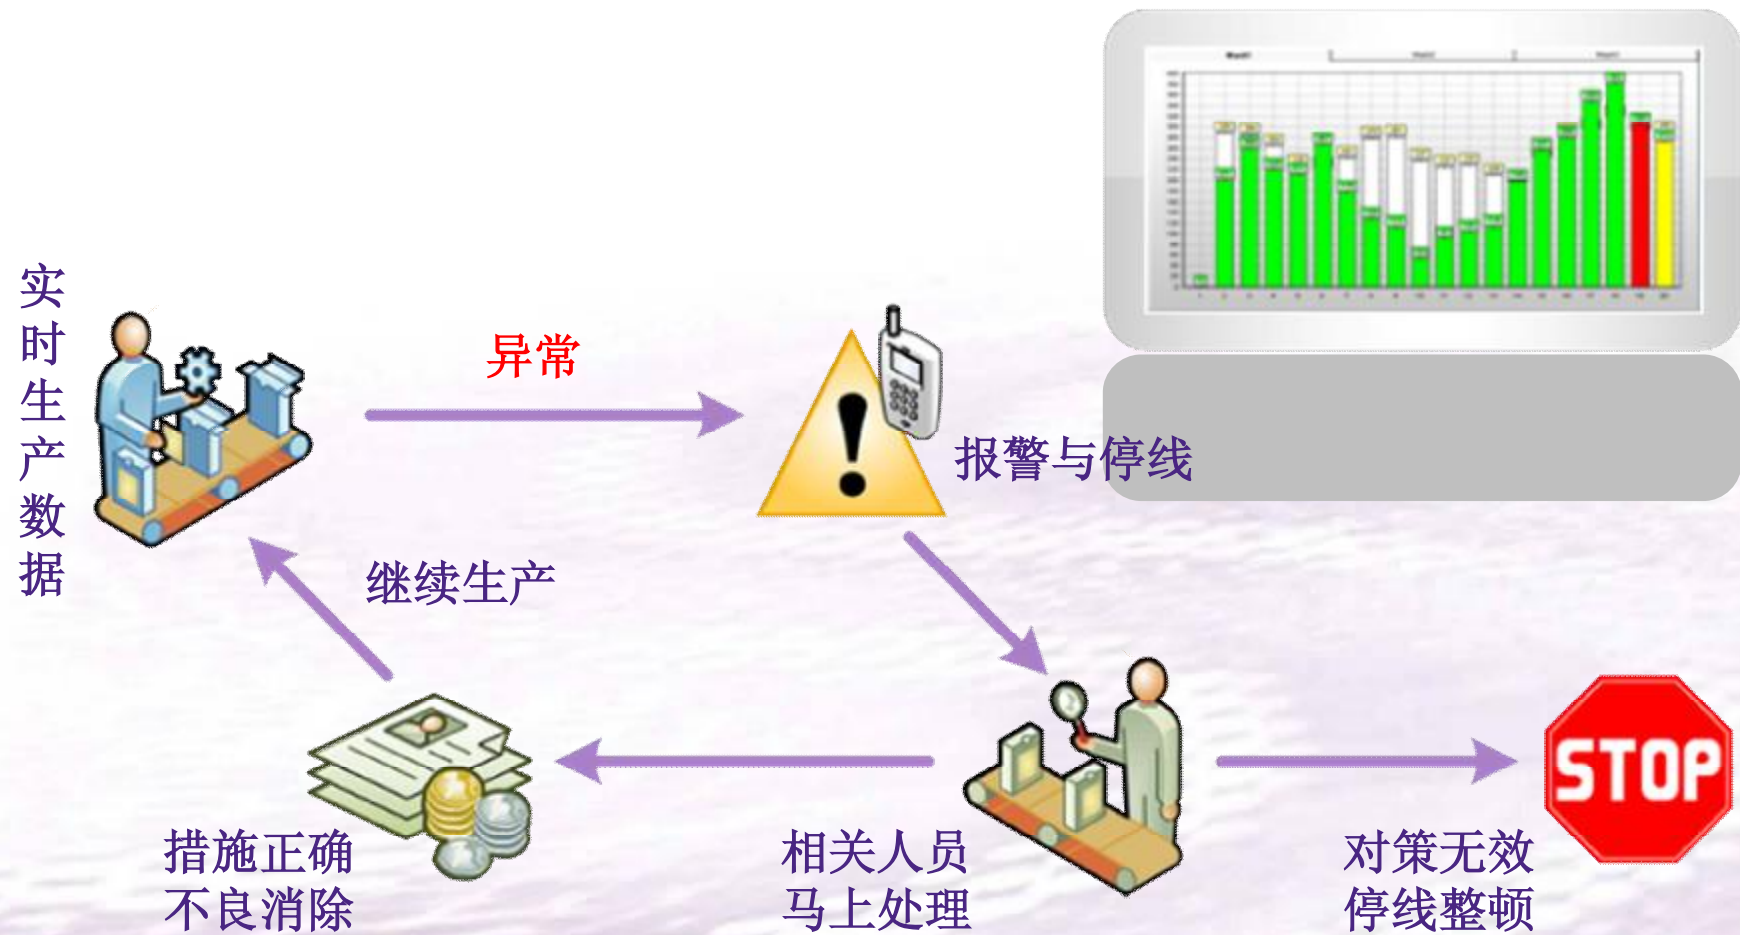 实时生产数据
异常
报警与停线
继续生产
措施正确
不良消除
相关人员
马上处理
STOP
对策无效
停线整顿